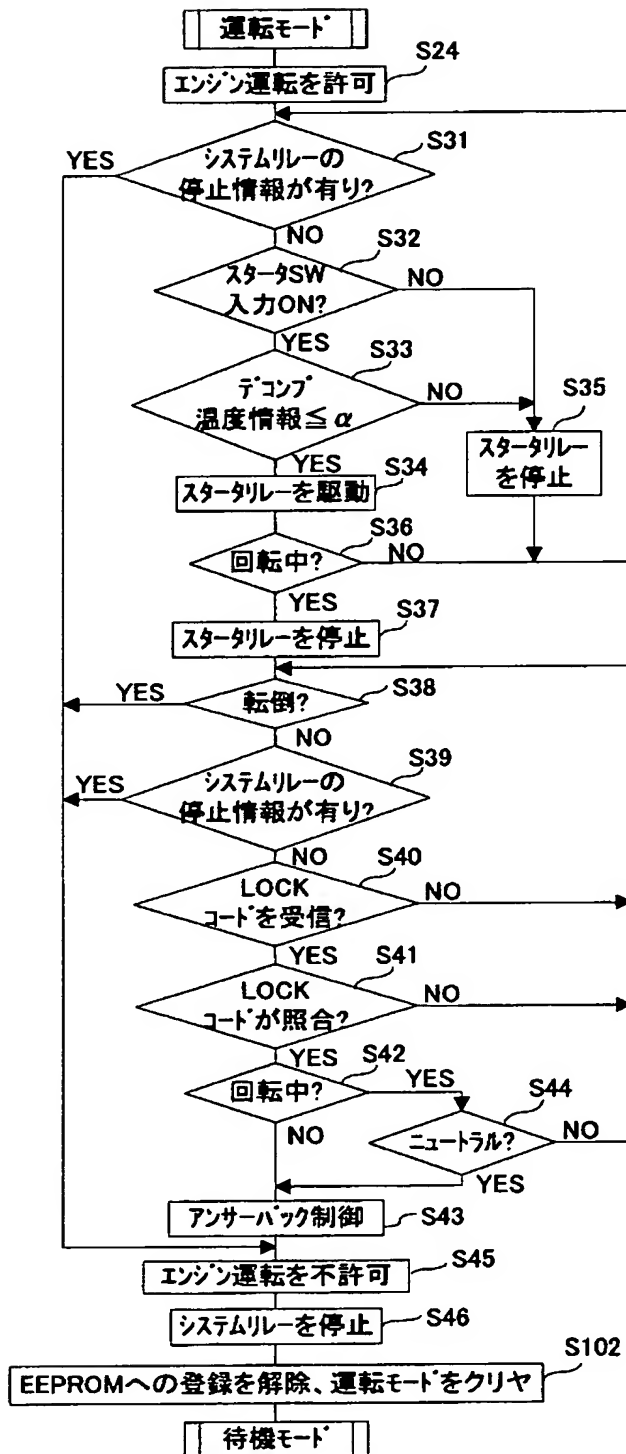 運転モード
S24
エンジン運転を許可
S31
YES
システムリレーの
停止情報が有り?
NO
S32
スタータSW
入力ON?
NO
YES
S33
デコンプ
温度情報≦α
NO
S35
スタータリレー
を停止
YES
S34
スタータリレーを駆動
S36
回転中?
NO
YES
S37
スタータリレーを停止
S38
YES
転倒?
NO
S39
YES
システムリレーの
停止情報が有り?
NO
S40
LOCK
コードを受信?
NO
YES
S41
LOCK
コードが照合?
NO
YES
S42
回転中?
YES
S44
NO
ニュートラル?
NO
YES
アンサーバック制御
S43
S45
エンジン運転を不許可
システムリレーを停止
S46
S102
EEPROMへの登録を解除、運転モードをクリヤ
待機モード